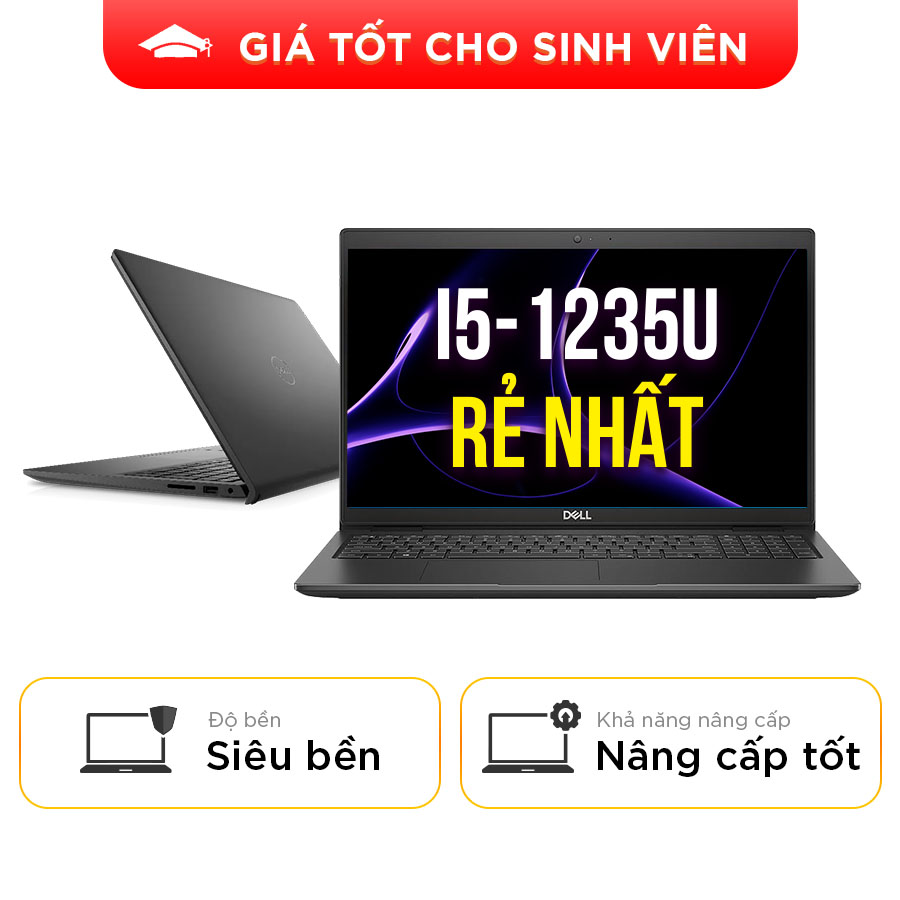 GIÁ TỐT CHO SINH VIÊN
I5-1235U
RẺ NHẤT
DELL
Độ bền
Siêu bền
Khả năng nâng cấp
Nâng cấp tốt